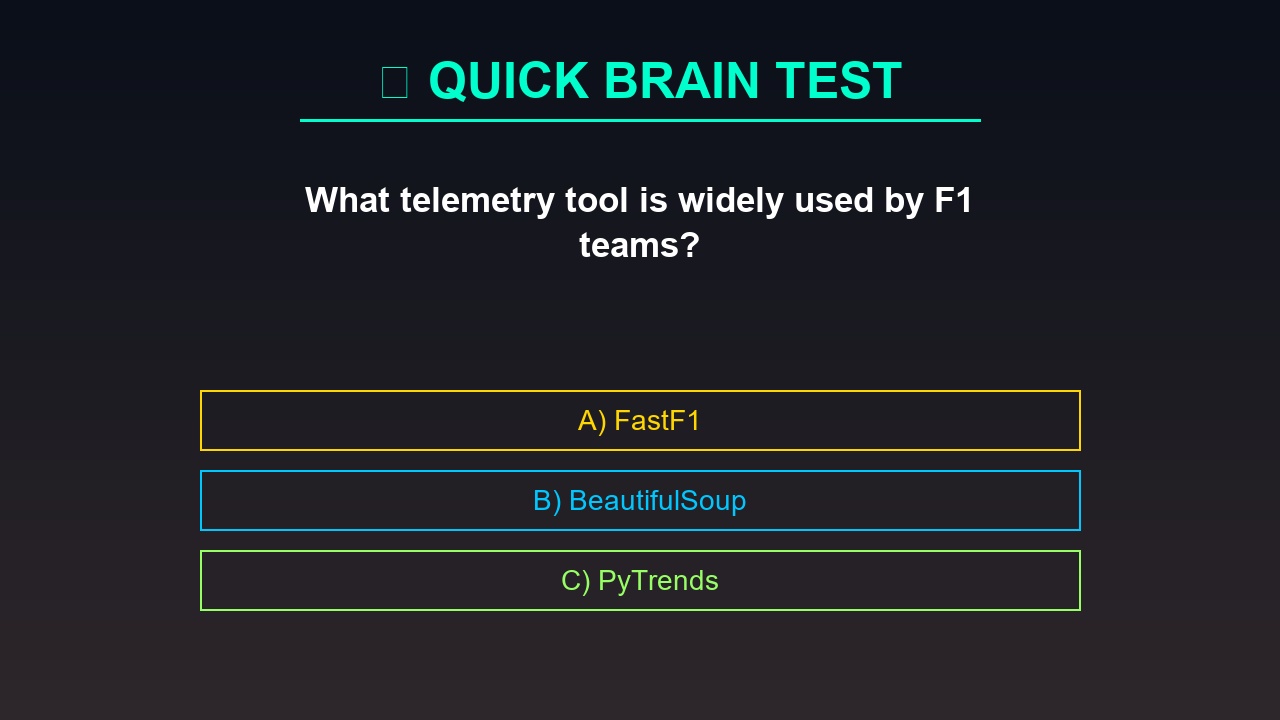 QUICK BRAIN TEST
What telemetry tool is widely used by F1
teams?
A) FastF1
B) BeautifulSoup
C) PyTrends